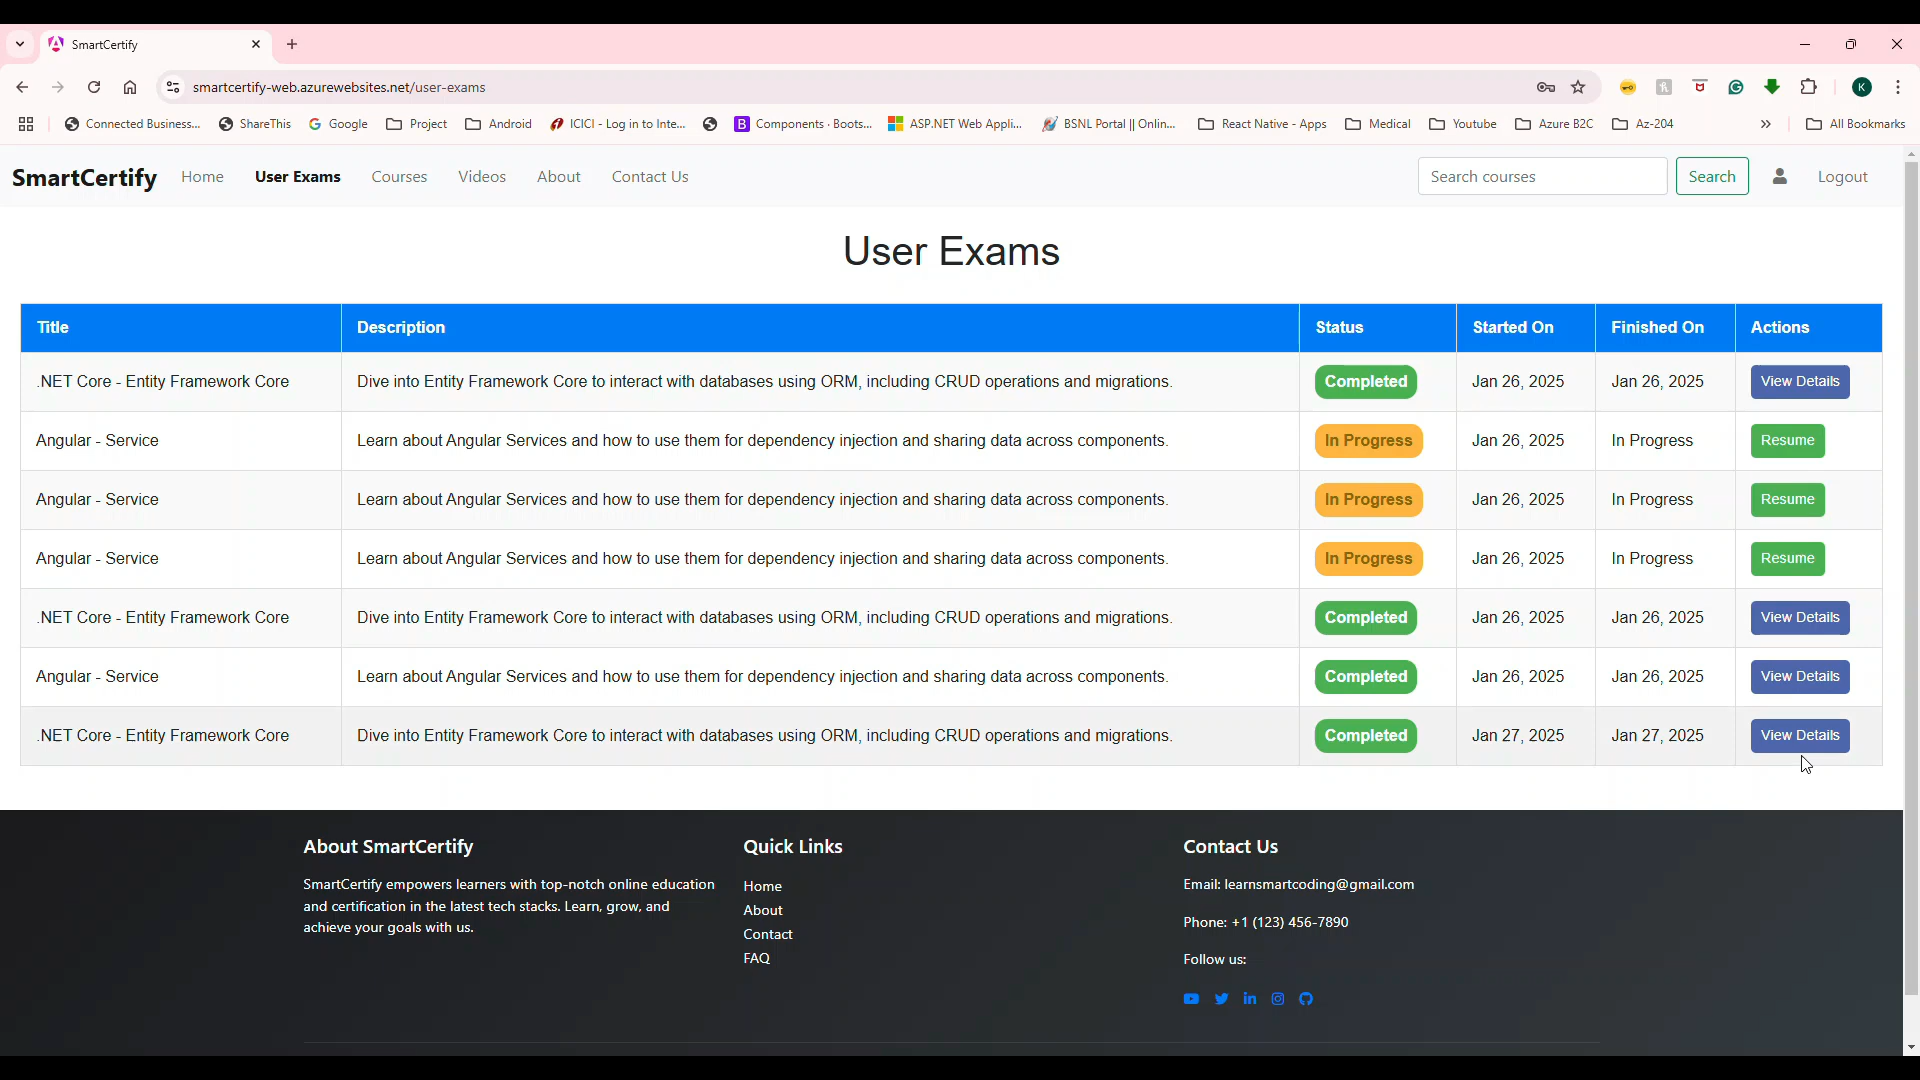 SmartCertify
smartcertify-web.azurewebsites.net/user-exams
K
Connected Business... ShareThis Google Project Android ICICI - Log in to Inte... Components · Boots... ASP.NET Web Appli... BSNL Portal || Onlin... React Native - Apps Medical Youtube Azure B2C Az-204 » All Bookmarks
SmartCertify Home User Exams Courses Videos About Contact Us Search courses Search Logout
User Exams
Title Description Status Started On Finished On Actions
.NET Core - Entity Framework Core Dive into Entity Framework Core to interact with databases using ORM, including CRUD operations and migrations. Completed Jan 26, 2025 Jan 26, 2025 View Details
Angular - Service Learn about Angular Services and how to use them for dependency injection and sharing data across components. In Progress Jan 26, 2025 In Progress Resume
Angular - Service Learn about Angular Services and how to use them for dependency injection and sharing data across components. In Progress Jan 26, 2025 In Progress Resume
Angular - Service Learn about Angular Services and how to use them for dependency injection and sharing data across components. In Progress Jan 26, 2025 In Progress Resume
.NET Core - Entity Framework Core Dive into Entity Framework Core to interact with databases using ORM, including CRUD operations and migrations. Completed Jan 26, 2025 Jan 26, 2025 View Details
Angular - Service Learn about Angular Services and how to use them for dependency injection and sharing data across components. Completed Jan 26, 2025 Jan 26, 2025 View Details
.NET Core - Entity Framework Core Dive into Entity Framework Core to interact with databases using ORM, including CRUD operations and migrations. Completed Jan 27, 2025 Jan 27, 2025 View Details
About SmartCertify
SmartCertify empowers learners with top-notch online education
and certification in the latest tech stacks. Learn, grow, and
achieve your goals with us.
Quick Links
Home
About
Contact
FAQ
Contact Us
Email: learnsmartcoding@gmail.com
Phone: +1 (123) 456-7890
Follow us: